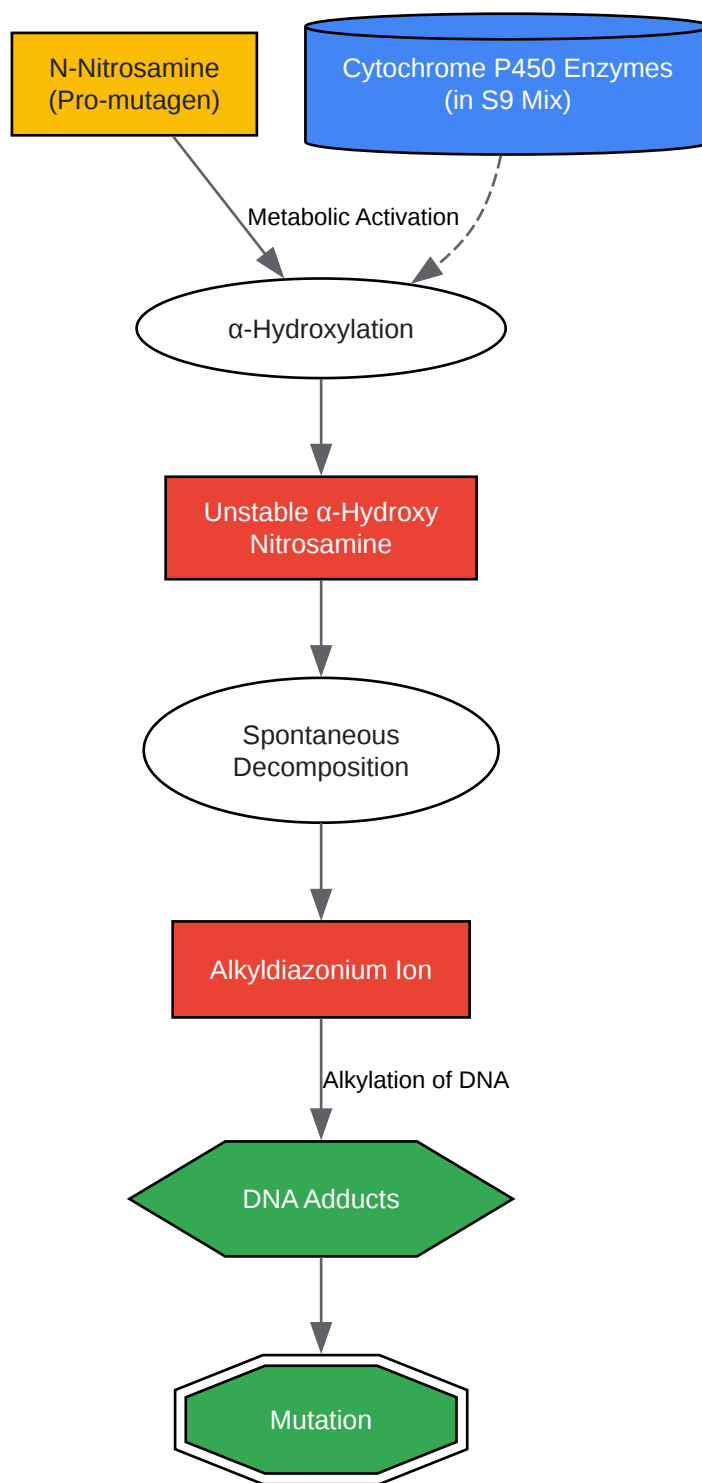 N-Nitrosamine
(Pro-mutagen)
Cytochrome P450 Enzymes
(in S9 Mix)
Metabolic Activation
α-Hydroxylation
Unstable α-Hydroxy
Nitrosamine
Spontaneous
Decomposition
Alkyldiazonium Ion
Alkylation of DNA
DNA Adducts
Mutation